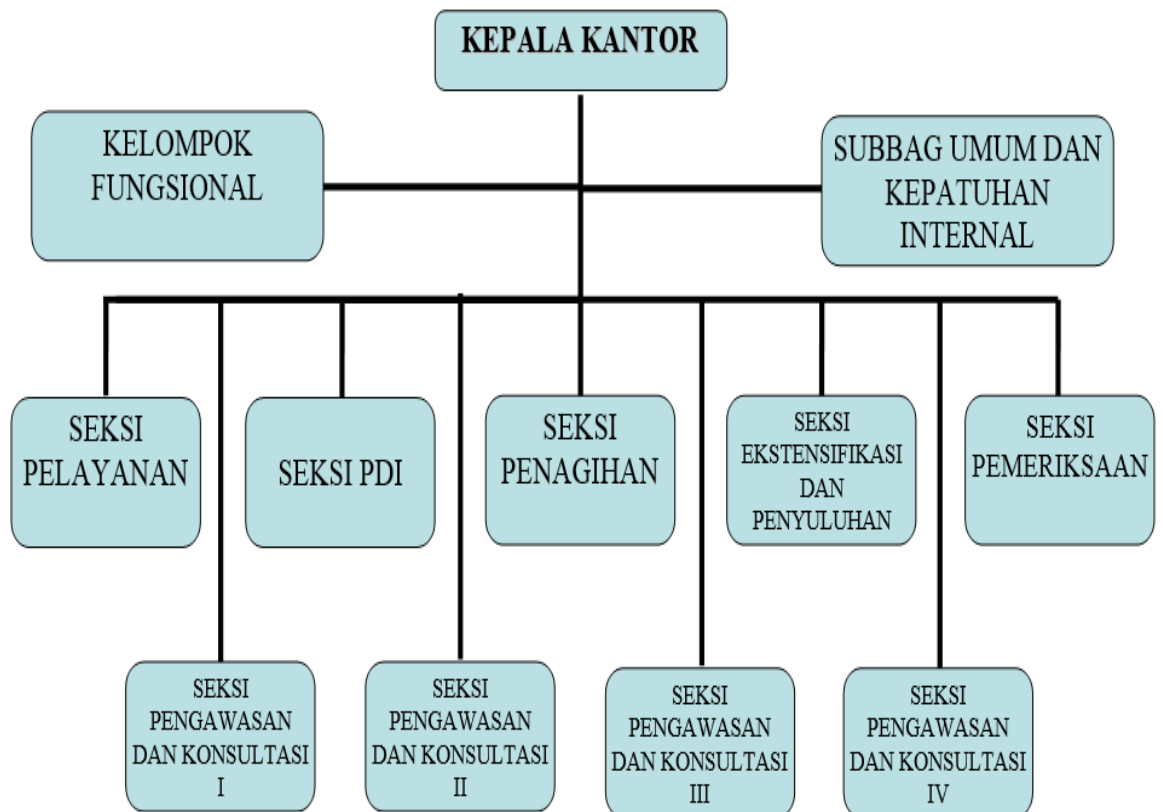 KEPALA KANTOR
KELOMPOK
FUNGSIONAL
SUBBAG UMUM DAN
KEPATUHAN
INTERNAL
SEKSI
PELAYANAN
SEKSI PDI
SEKSI
PENAGIHAN
SEKSI
EKSTENSIFIKASI
DAN
PENYULUHAN
SEKSI
PEMERIKSAAN
SEKSI
PENGAWASAN
DAN KONSULTASI
I
SEKSI
PENGAWASAN
DAN KONSULTASI
II
SEKSI
PENGAWASAN
DAN KONSULTASI
III
SEKSI
PENGAWASAN
DAN KONSULTASI
IV